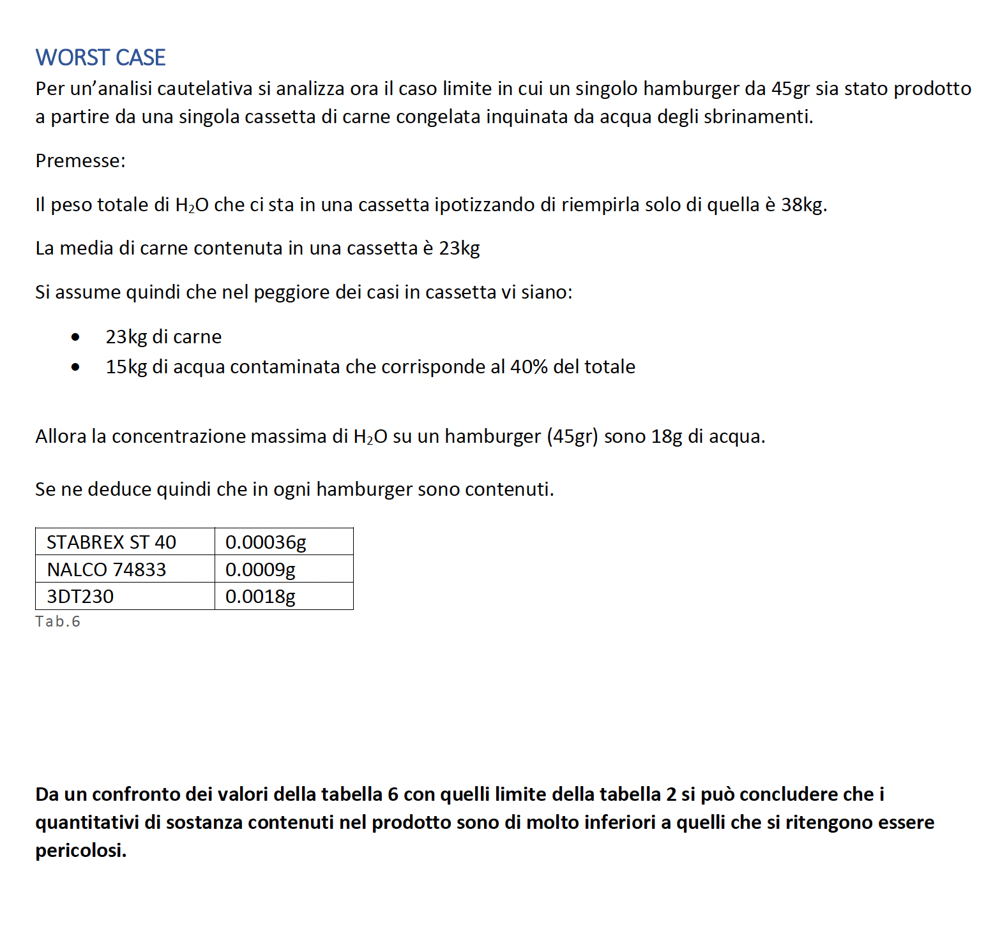 WORST CASE
Per un’analisi cautelativa si analizza ora il caso limite in cui un singolo hamburger da 45gr sia stato prodotto
a partire da una singola cassetta di carne congelata inquinata da acqua degli sbrinamenti.
Premesse:
Il peso totale di H₂O che ci sta in una cassetta ipotizzando di riempirla solo di quella è 38kg.
La media di carne contenuta in una cassetta è 23kg
Si assume quindi che nel peggiore dei casi in cassetta vi siano:
• 23kg di carne
• 15kg di acqua contaminata che corrisponde al 40% del totale
Allora la concentrazione massima di H₂O su un hamburger (45gr) sono 18g di acqua.
Se ne deduce quindi che in ogni hamburger sono contenuti.
STABREX ST 40 0.00036g
NALCO 74833 0.0009g
3DT230 0.0018g
Tab.6
Da un confronto dei valori della tabella 6 con quelli limite della tabella 2 si può concludere che i
quantitativi di sostanza contenuti nel prodotto sono di molto inferiori a quelli che si ritengono essere
pericolosi.